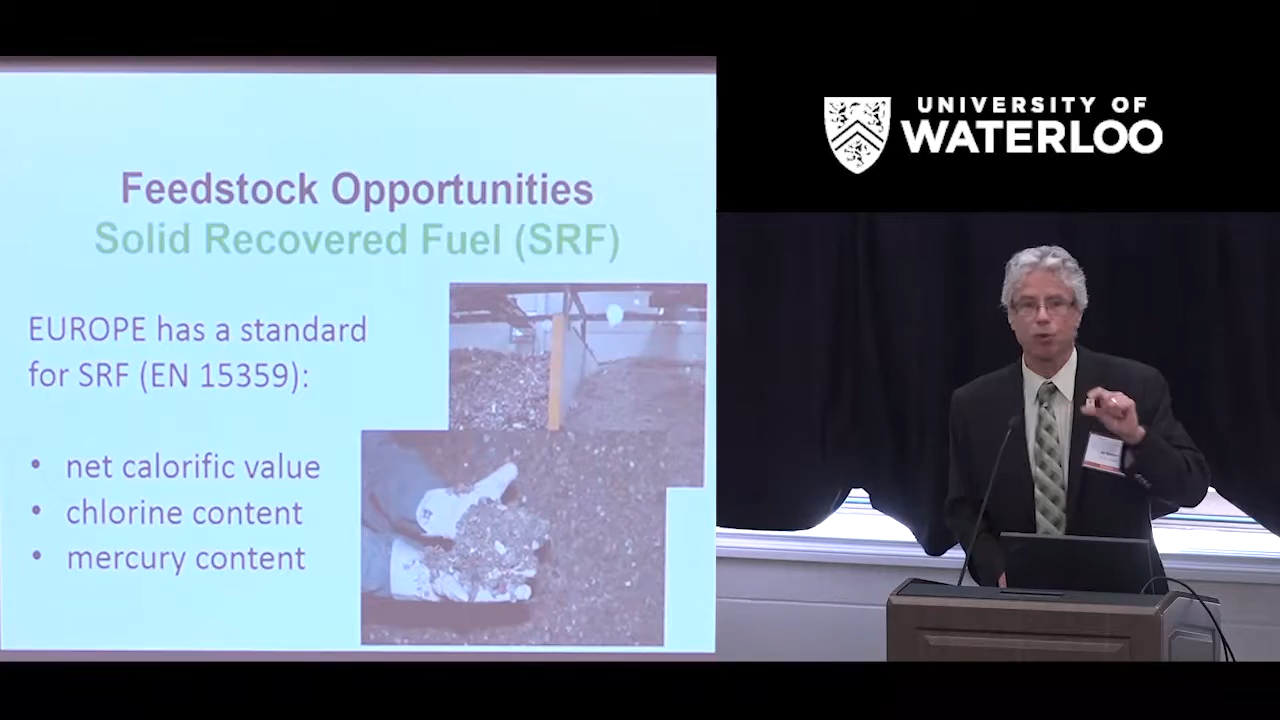 Feedstock Opportunities
Solid Recovered Fuel (SRF)
EUROPE has a standard
for SRF (EN 15359):
• net calorific value
• chlorine content
• mercury content
UNIVERSITY OF
WATERLOO